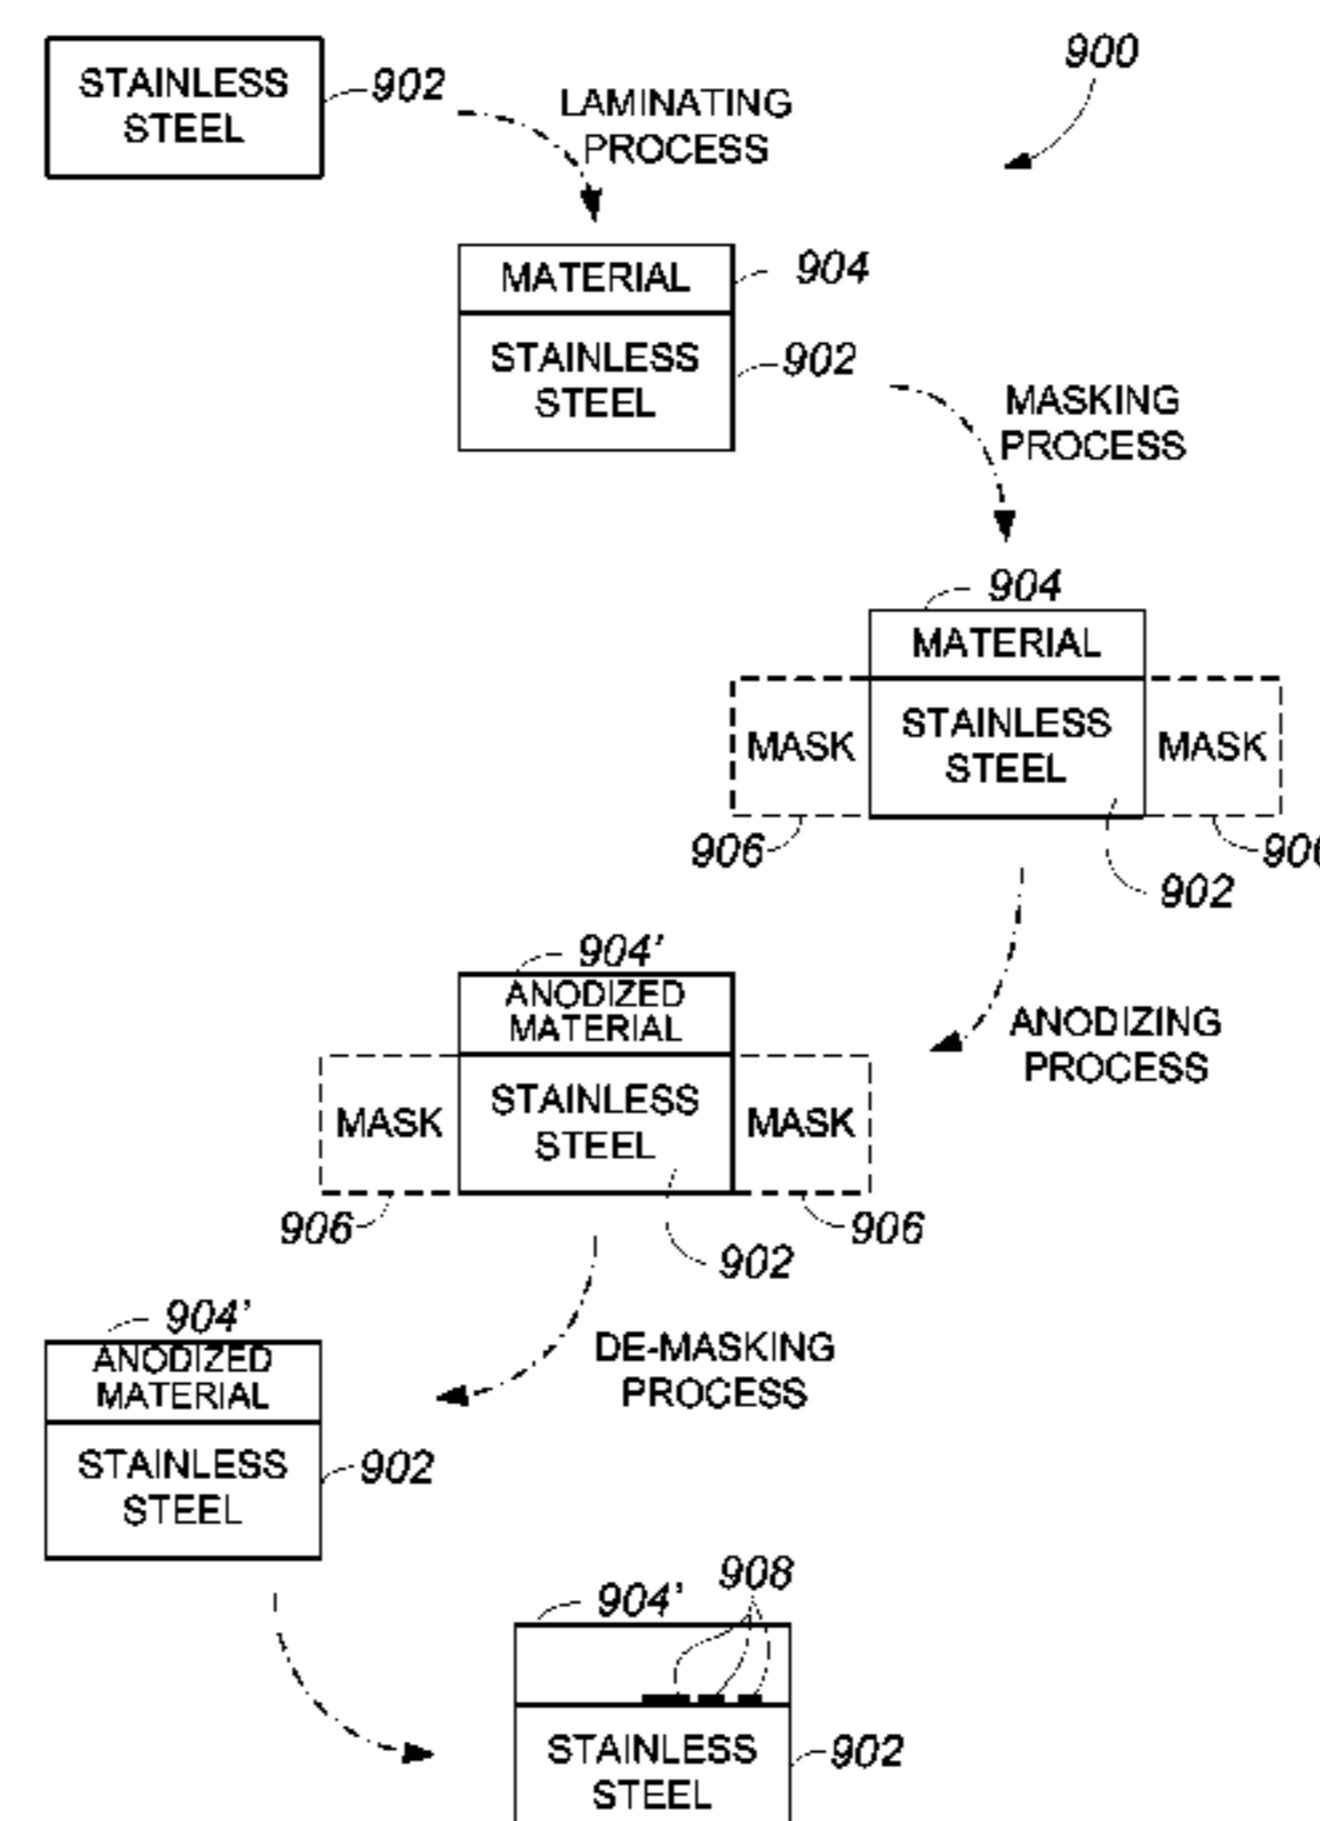 STAINLESS
STEEL
902
LAMINATING
PROCESS
900
MATERIAL
904
STAINLESS
STEEL
902
MASKING
PROCESS
904
MATERIAL
MASK
STAINLESS
STEEL
MASK
906
906
902
904'
ANODIZED
MATERIAL
ANODIZING
PROCESS
MASK
STAINLESS
STEEL
MASK
906
906
902
904'
ANODIZED
MATERIAL
DE-MASKING
PROCESS
STAINLESS
STEEL
902
904'
908
STAINLESS
STEEL
902